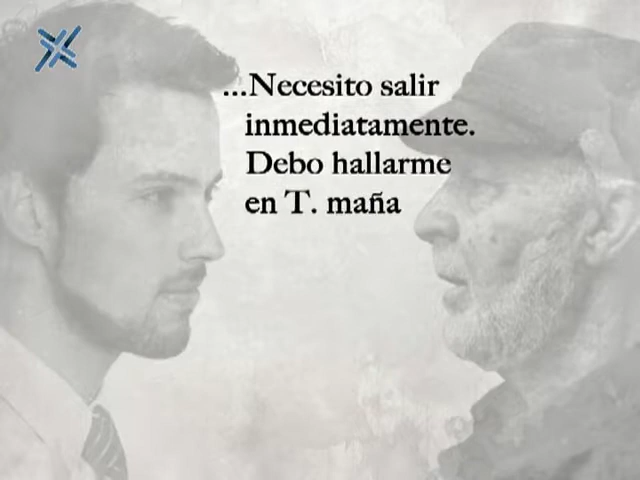 ...Necesito salir
inmediatamente.
Debo hallarme
en T. maña